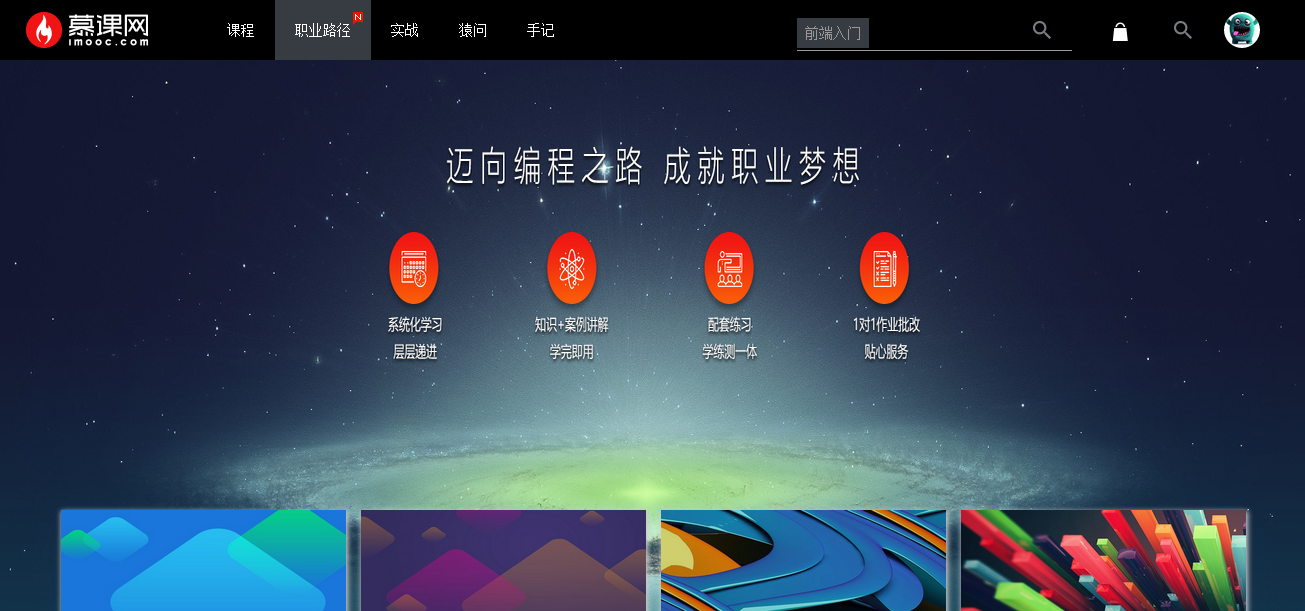 慕课网
imooc.com
课程 职业路径 N 实战 猿问 手记 前端入门
迈向编程之路 成就职业梦想
系统化学习 知识+案例讲解 配套练习 1对1作业批改
层层递进 学完即用 学练测一体 贴心服务